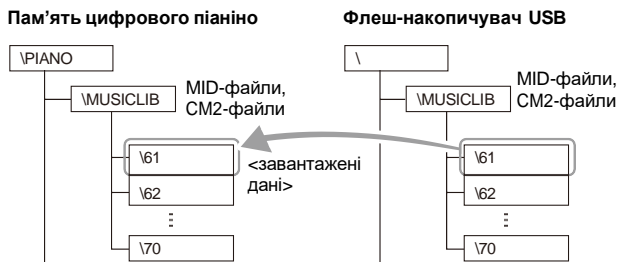 Пам’ять цифрового піаніно
\PIANO
\MUSICLIB
MID-файли,
CM2-файли
\61
<завантажені
дані>
\62
\70
Флеш-накопичувач USB
\
\MUSICLIB
MID-файли,
CM2-файли
\61
\62
\70